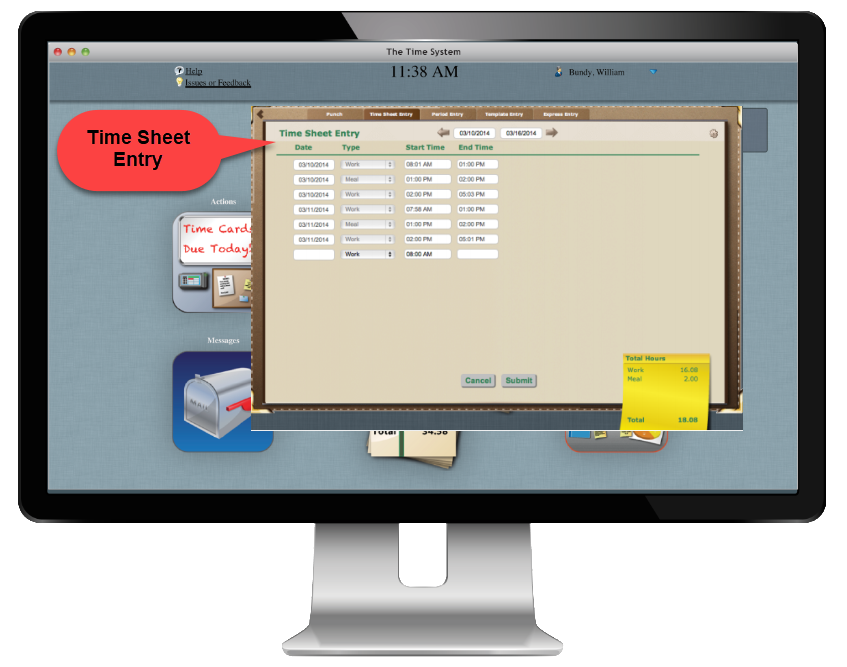 The Time System
Help
Issues or Feedback
11:38 AM
Bundy, William
Punch
Time Sheet Entry
Period Entry
Template Entry
Express Entry
Time Sheet
Entry
Time Sheet Entry
03/10/2014
03/16/2014
Date Type Start Time End Time
03/10/2014 Work 08:01 AM 01:00 PM
03/10/2014 Meal 01:00 PM 02:00 PM
03/10/2014 Work 02:00 PM 05:03 PM
03/11/2014 Work 07:58 AM 01:00 PM
03/11/2014 Meal 01:00 PM 02:00 PM
03/11/2014 Work 02:00 PM 05:01 PM
Work 08:00 AM
Actions
Time Cards
Due Today!
Messages
MAIL
Cancel
Submit
Total Hours
Work 16.08
Meal 2.00
Total 18.08
Total 34.58